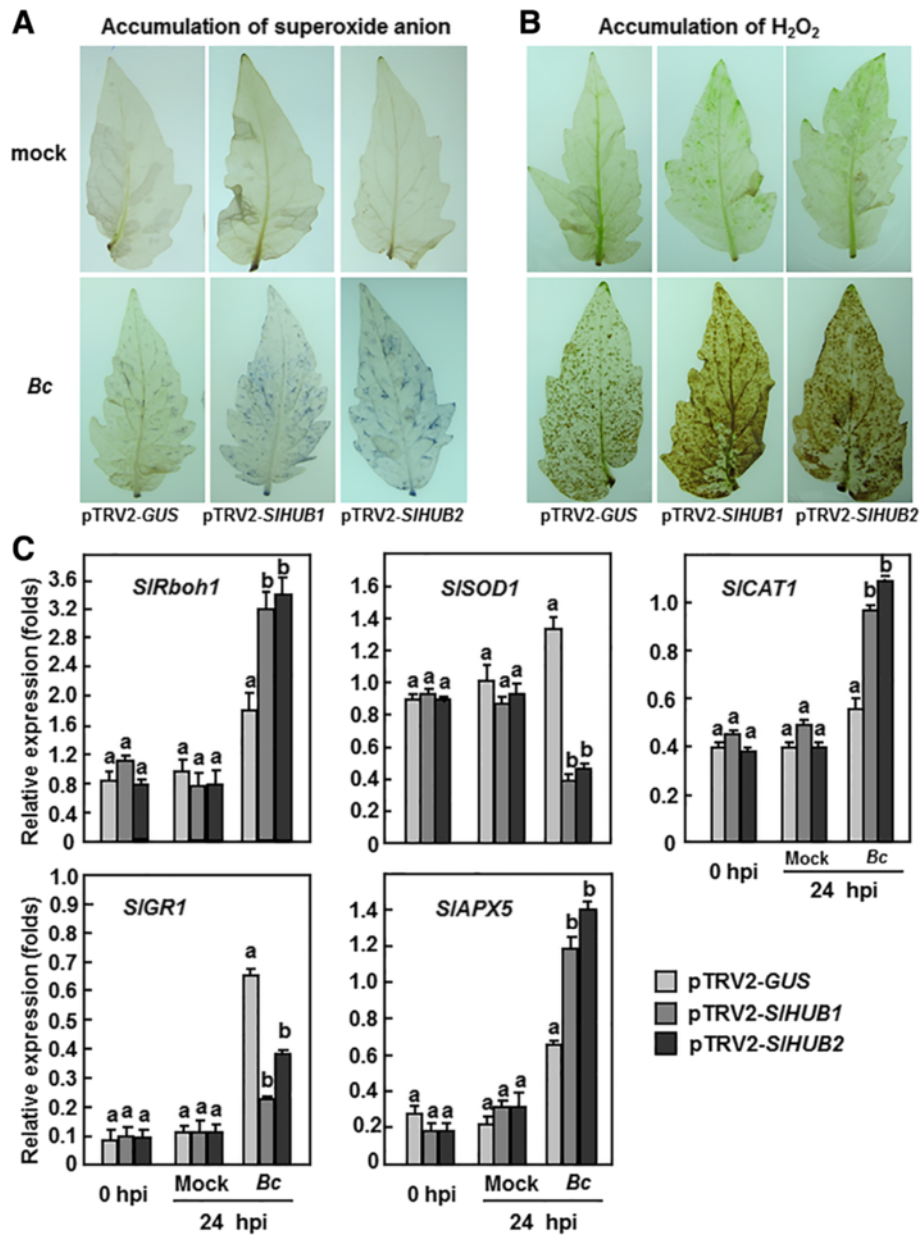 A Accumulation of superoxide anion
B Accumulation of H₂O₂
mock
Bc
pTRV2-GUS pTRV2-SlHUB1 pTRV2-SlHUB2
pTRV2-GUS pTRV2-SlHUB1 pTRV2-SlHUB2
C
Relative expression (folds)
3.6
3.2
2.8
2.4
2.0
1.6
1.2
0.8
0.4
0
SlRboh1
a a a
a a a
a b b
1.6
1.4
1.2
1.0
0.8
0.6
0.4
0.2
0
SlSOD1
a a a
a a a
a b b
1.0
0.8
0.6
0.4
0.2
0
SlCAT1
a a a
a a a
a b b
0 hpi Mock Bc
24 hpi
Relative expression (folds)
1.0
0.9
0.8
0.7
0.6
0.5
0.4
0.3
0.2
0.1
0
SlGR1
a a a
a a a
a b b
0 hpi Mock Bc
24 hpi
1.4
1.2
1.0
0.8
0.6
0.4
0.2
0
SlAPX5
a a a
a a a
a b b
0 hpi Mock Bc
24 hpi
pTRV2-GUS
pTRV2-SlHUB1
pTRV2-SlHUB2